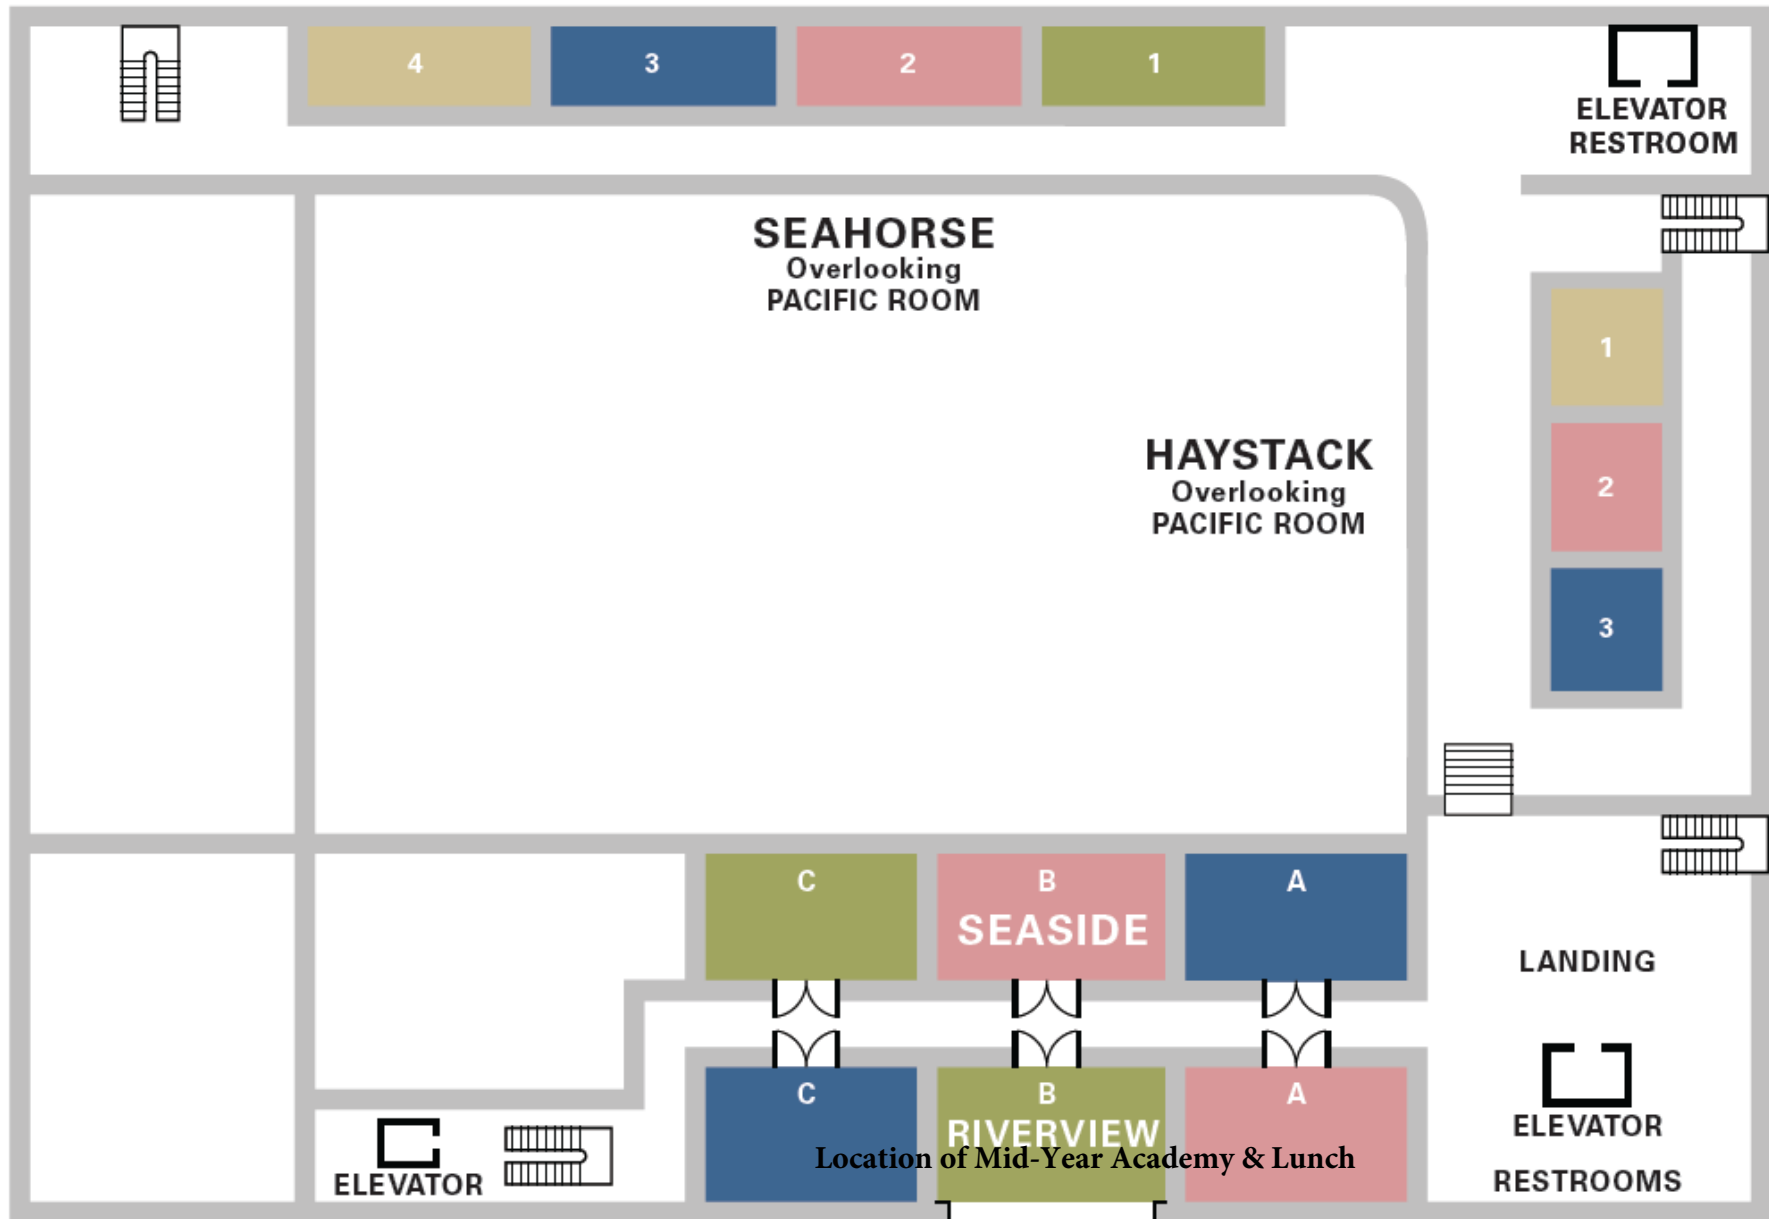 4 3 2 1
ELEVATOR
RESTROOM
SEAHORSE
Overlooking
PACIFIC ROOM
1
HAYSTACK
Overlooking
PACIFIC ROOM
2
3
C B A
SEASIDE
LANDING
C B A
RIVERVIEW
Location of Mid-Year Academy & Lunch
ELEVATOR
ELEVATOR
RESTROOMS